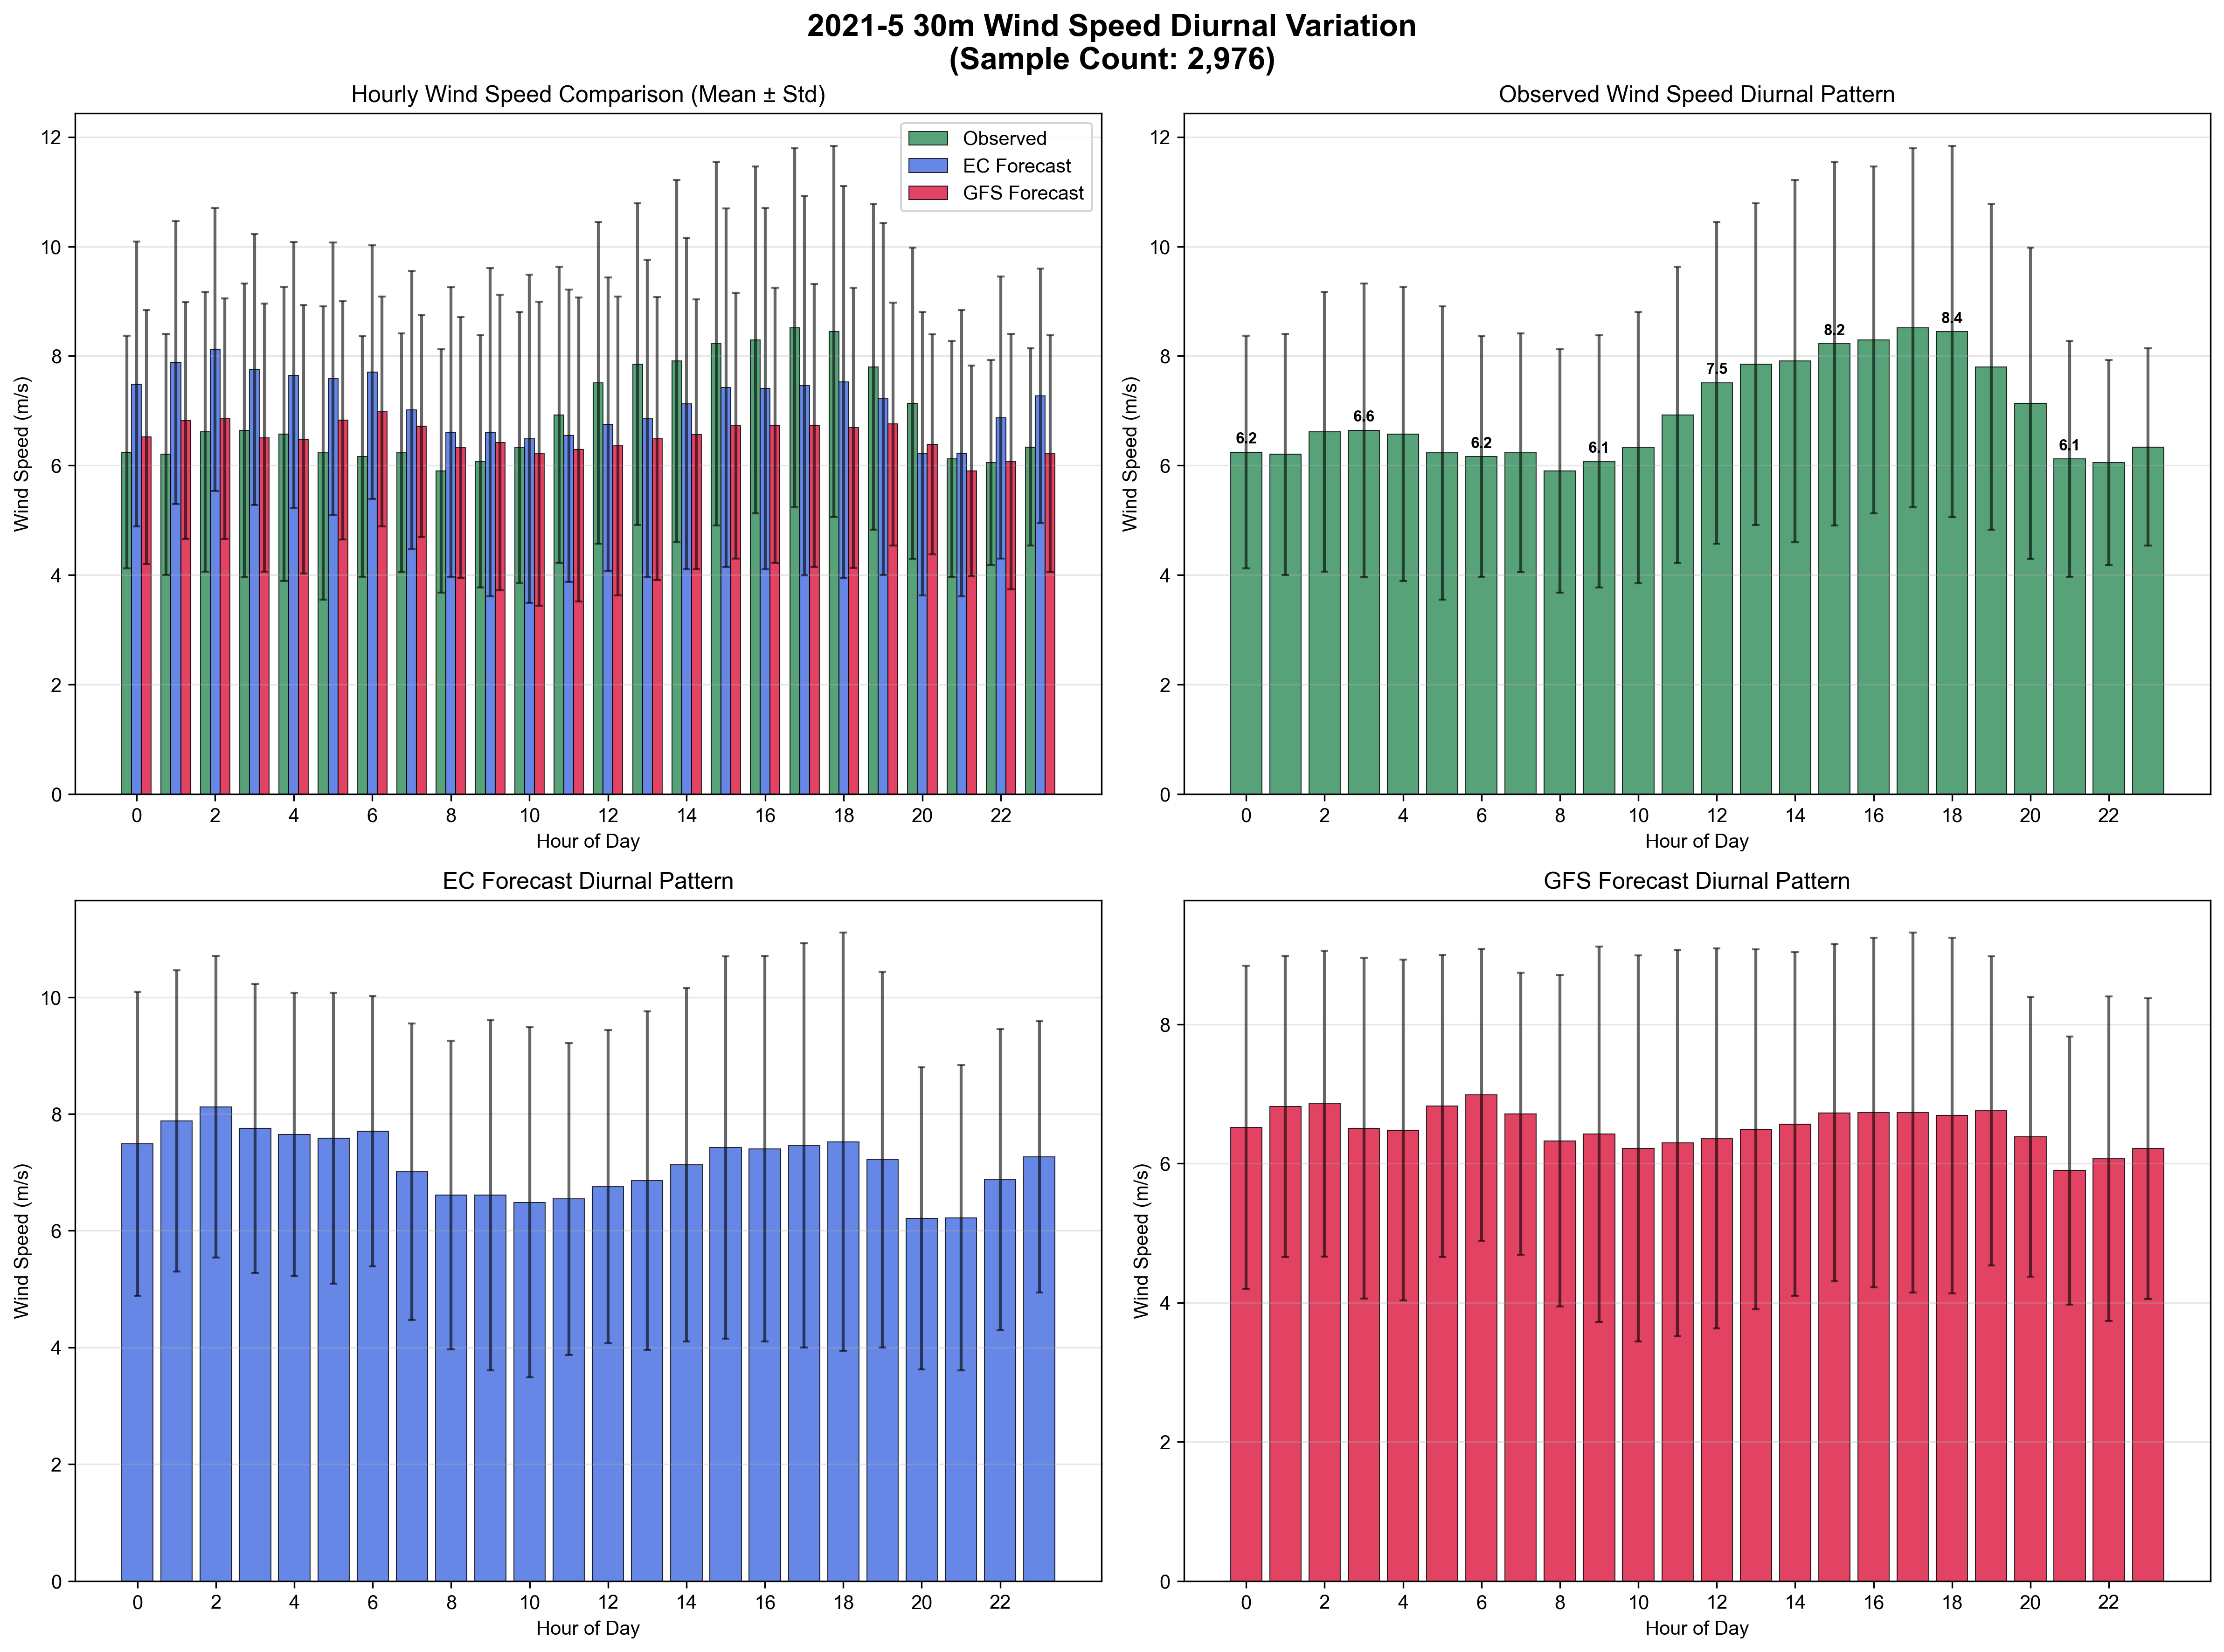 2021-5 30m Wind Speed Diurnal Variation
(Sample Count: 2,976)
Hourly Wind Speed Comparison (Mean ± Std)
Wind Speed (m/s)
12
10
8
6
4
2
0
Observed
EC Forecast
GFS Forecast
0 2 4 6 8 10 12 14 16 18 20 22
Hour of Day
Observed Wind Speed Diurnal Pattern
Wind Speed (m/s)
12
10
8
6
4
2
0
6.2 6.6 6.2 6.1 7.5 8.2 8.4 6.1
0 2 4 6 8 10 12 14 16 18 20 22
Hour of Day
EC Forecast Diurnal Pattern
Wind Speed (m/s)
10
8
6
4
2
0
0 2 4 6 8 10 12 14 16 18 20 22
Hour of Day
GFS Forecast Diurnal Pattern
Wind Speed (m/s)
8
6
4
2
0
0 2 4 6 8 10 12 14 16 18 20 22
Hour of Day